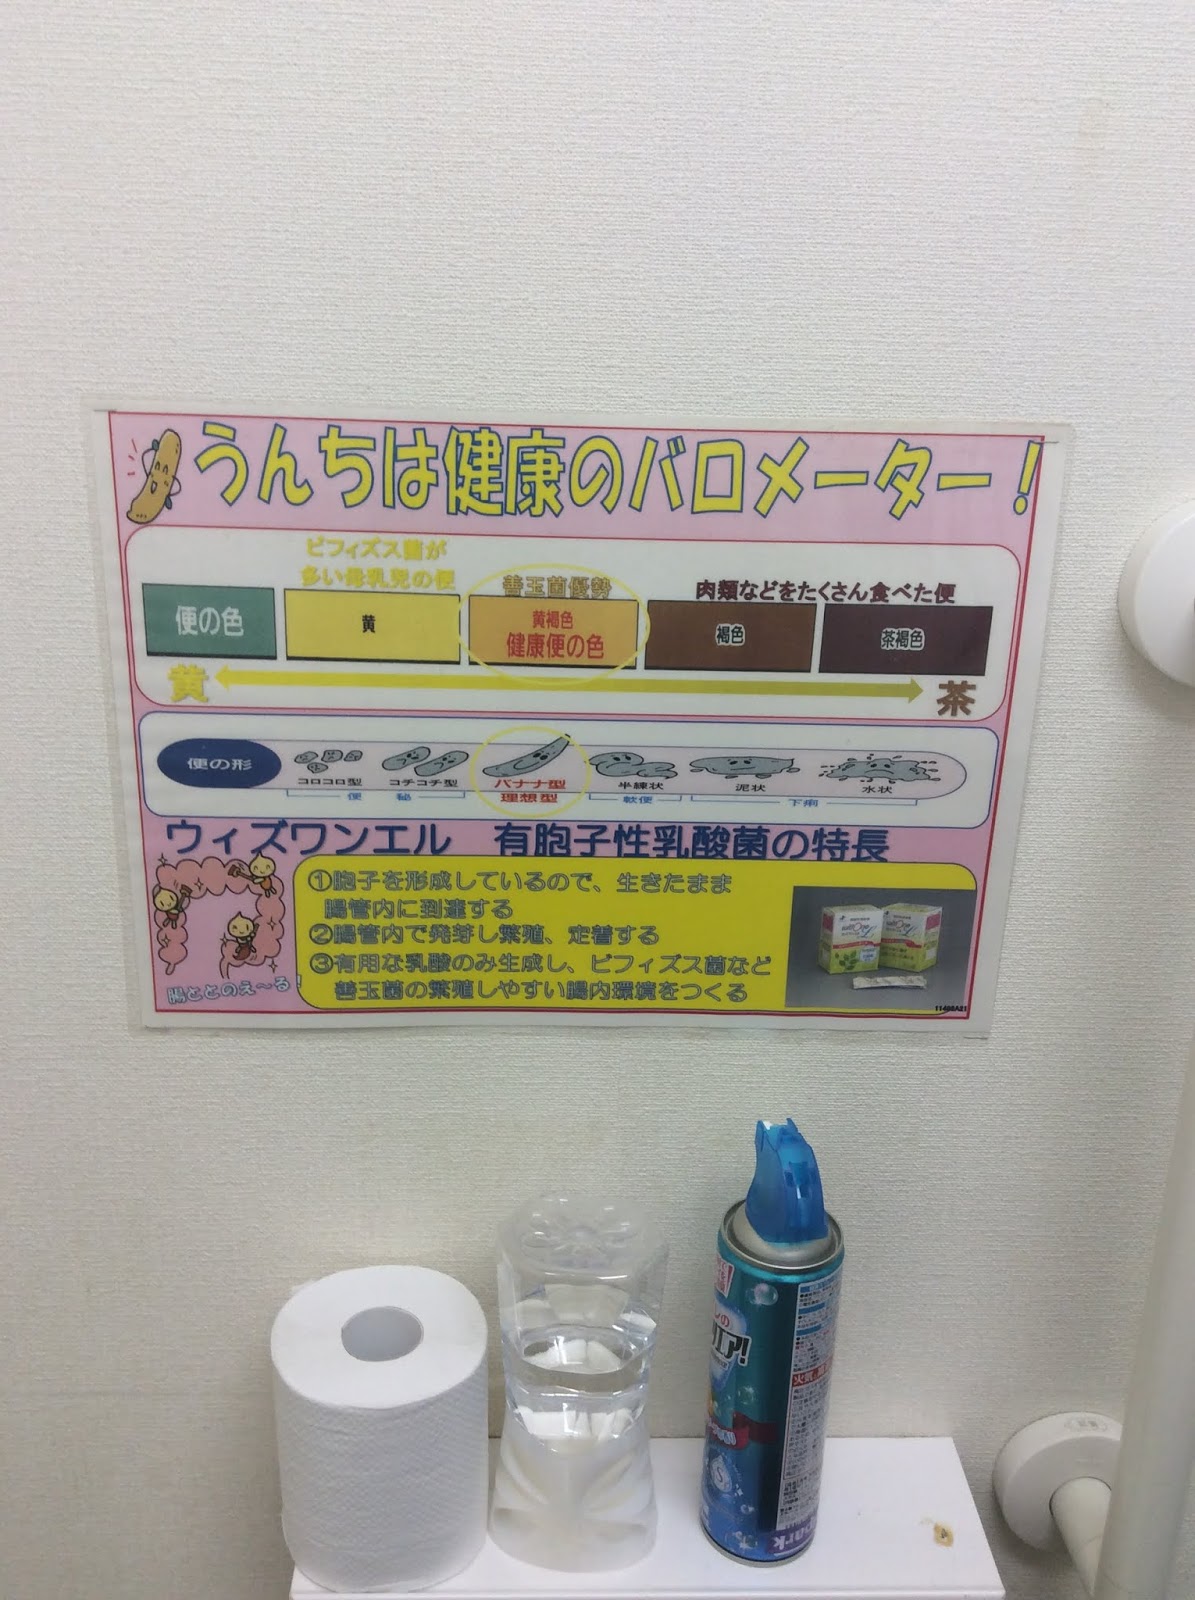 うんちは健康のバロメーター！
ビフィズス菌が
多い母乳児の便
善玉菌優勢
肉類などをたくさん食べた便
便の色
黄
黄褐色
健康便の色
褐色
茶褐色
黄
茶
便の形
コロコロ型
コチコチ型
バナナ型
理想型
半練状
泥状
水状
便 秘
軟便
下痢
ウィズワンエル 有胞子性乳酸菌の特長
①胞子を形成しているので、生きたまま
腸管内に到達する
②腸管内で発芽し繁殖、定着する
③有用な乳酸のみ生成し、ビフィズス菌など
善玉菌の繁殖しやすい腸内環境をつくる
腸ととのえ～る！